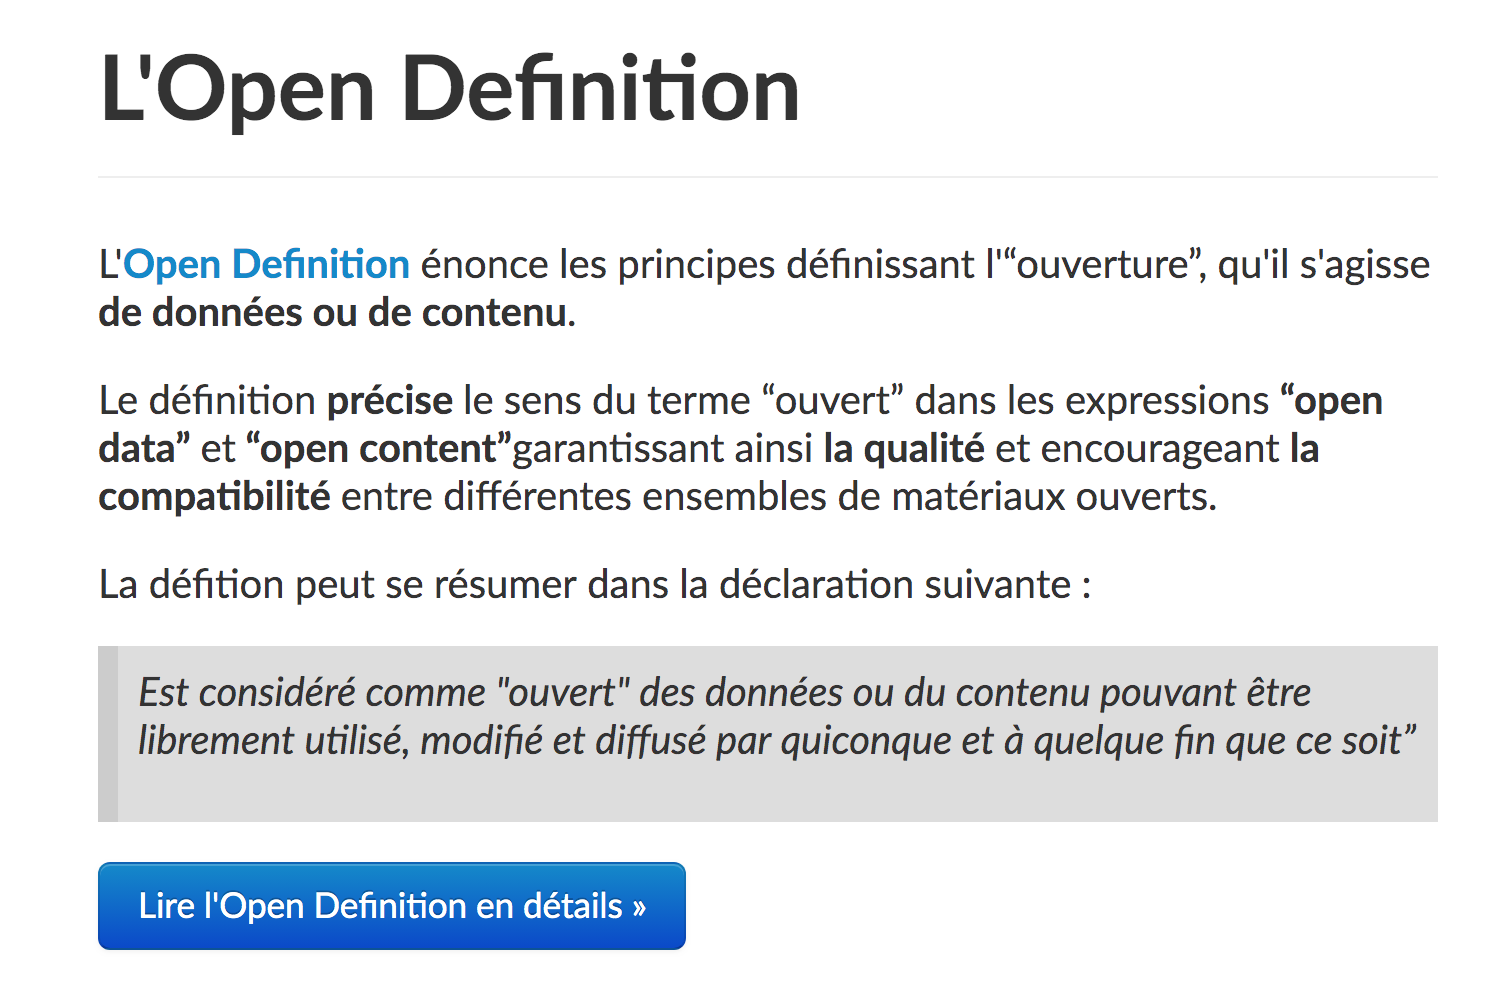 L'Open Definition
L'Open Definition énonce les principes définissant l'“ouverture”, qu'il s'agisse
de données ou de contenu.
Le définition précise le sens du terme “ouvert” dans les expressions “open
data” et “open content”garantissant ainsi la qualité et encourageant la
compatibilité entre différentes ensembles de matériaux ouverts.
La défition peut se résumer dans la déclaration suivante :
Est considéré comme "ouvert" des données ou du contenu pouvant être
librement utilisé, modifié et diffusé par quiconque et à quelque fin que ce soit”
Lire l'Open Definition en détails »